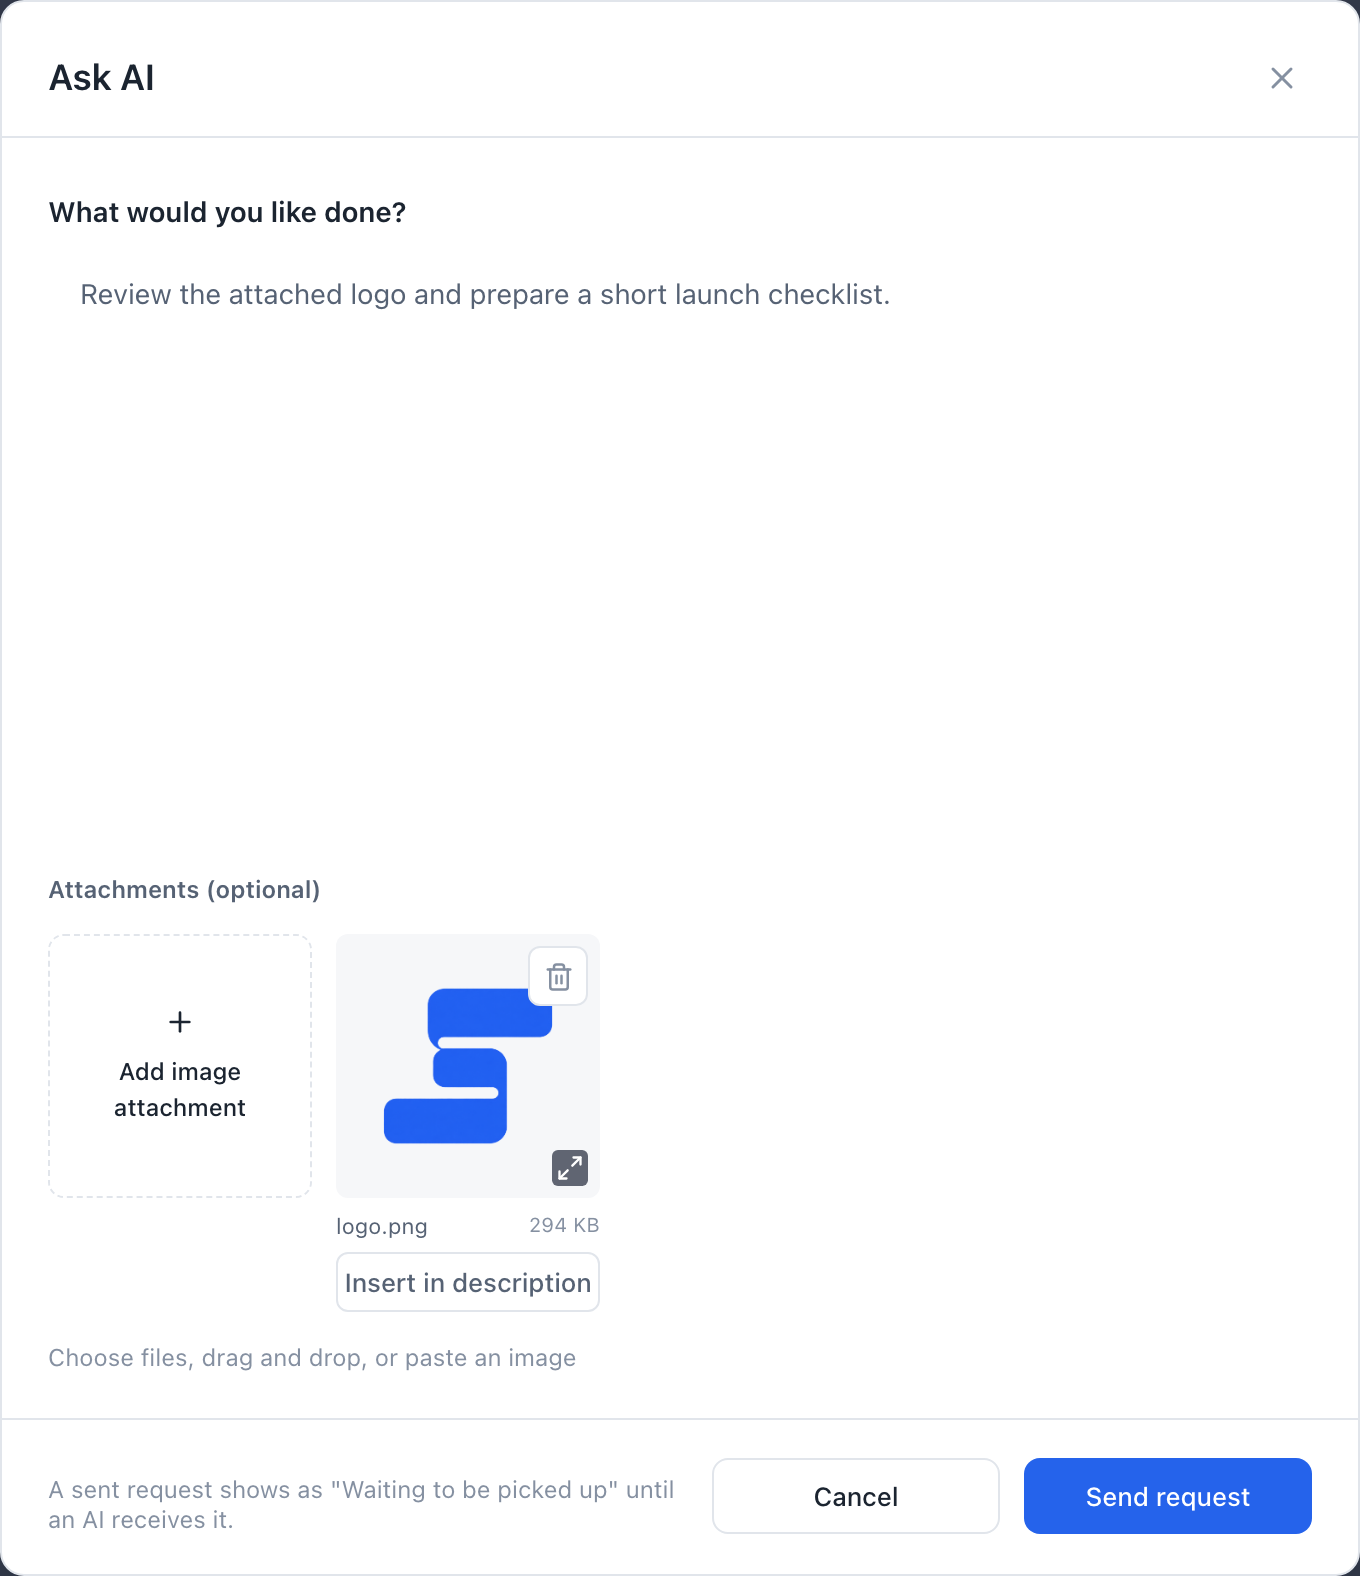 Ask AI
What would you like done?
Review the attached logo and prepare a short launch checklist.
Attachments (optional)
Add image
attachment
logo.png
294 KB
Insert in description
Choose files, drag and drop, or paste an image
A sent request shows as "Waiting to be picked up" until
an AI receives it.
Cancel
Send request